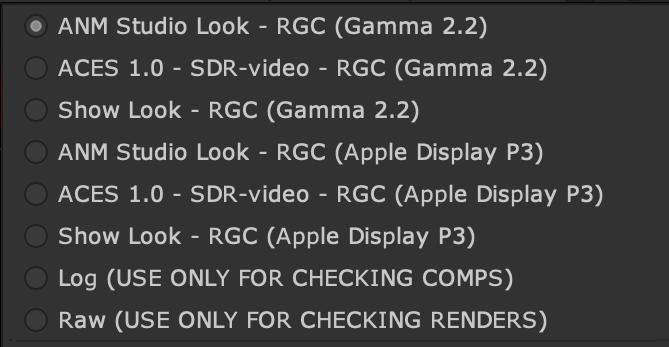 ANM Studio Look - RGC (Gamma 2.2)
ACES 1.0 - SDR-video - RGC (Gamma 2.2)
Show Look - RGC (Gamma 2.2)
ANM Studio Look - RGC (Apple Display P3)
ACES 1.0 - SDR-video - RGC (Apple Display P3)
Show Look - RGC (Apple Display P3)
Log (USE ONLY FOR CHECKING COMPS)
Raw (USE ONLY FOR CHECKING RENDERS)